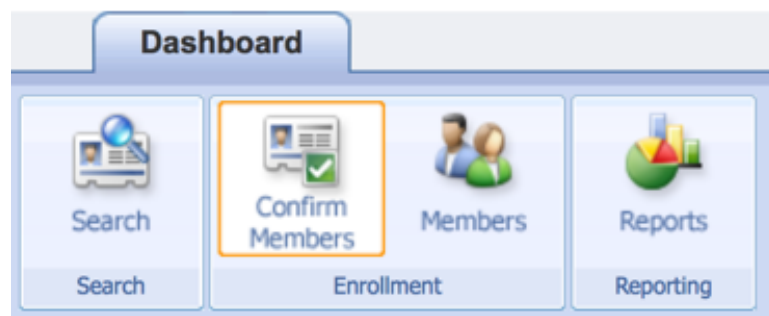 Dashboard
Search
Confirm
Members
Members
Reports
Search
Enrollment
Reporting